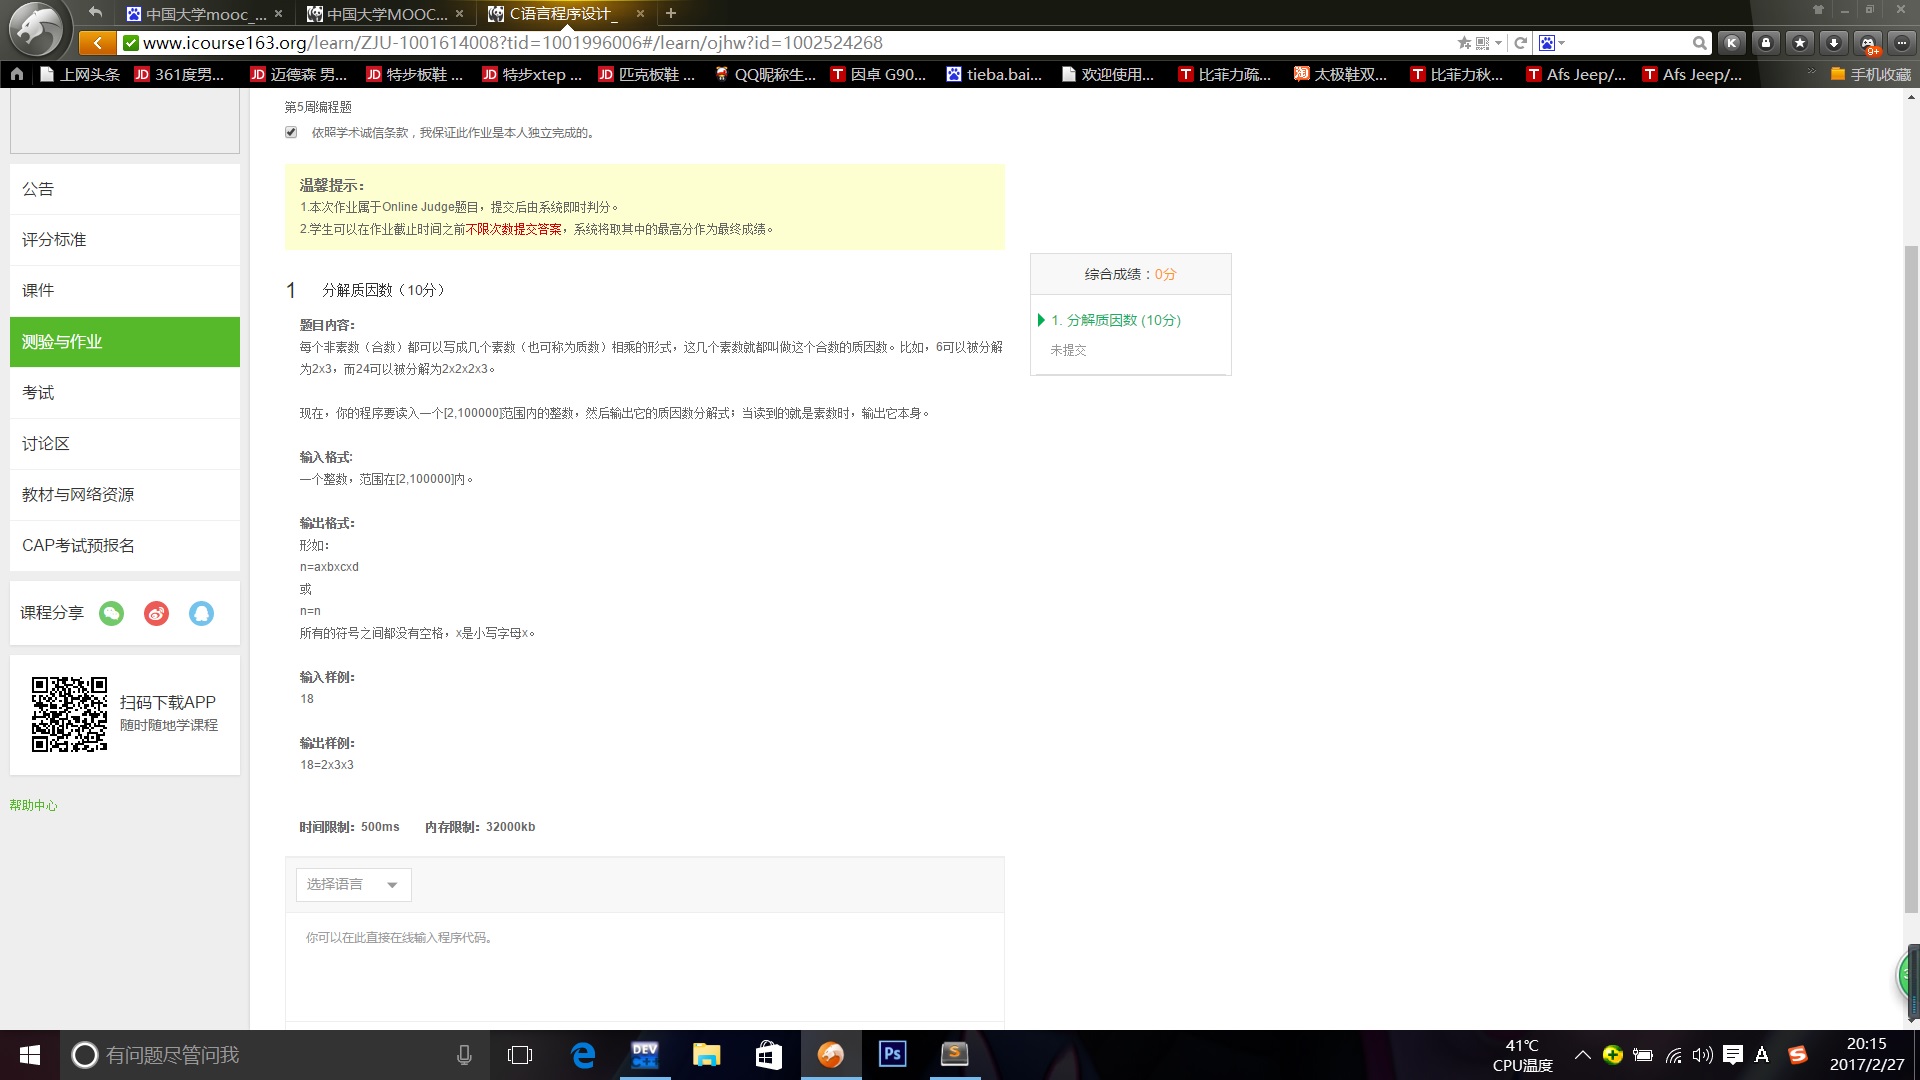 中国大学mooc_...
中国大学MOOC...
C语言程序设计_
www.icourse163.org/learn/ZJU-1001614008?tid=1001996006#/learn/ojhw?id=1002524268
上网头条
JD 361度男...
JD 迈德森 男...
JD 特步板鞋 ...
JD 特步xtep ...
JD 匹克板鞋 ...
QQ昵称生...
T 因卓 G90...
tieba.bai...
欢迎使用...
T 比菲力疏...
淘 太极鞋双...
T 比菲力秋...
T Afs Jeep/...
T Afs Jeep/...
手机收藏
第5周编程题
依照学术诚信条款，我保证此作业是本人独立完成的。
温馨提示：
1.本次作业属于Online Judge题目，提交后由系统即时判分。
2.学生可以在作业截止时间之前不限次数提交答案，系统将取其中的最高分作为最终成绩。
公告
评分标准
课件
测验与作业
考试
讨论区
教材与网络资源
CAP考试预报名
课程分享
扫码下载APP
随时随地学课程
帮助中心
1 分解质因数（10分）
题目内容：
每个非素数（合数）都可以写成几个素数（也可称为质数）相乘的形式，这几个素数就都叫做这个合数的质因数。比如，6可以被分解
为2x3，而24可以被分解为2x2x2x3。
现在，你的程序要读入一个[2,100000]范围内的整数，然后输出它的质因数分解式；当读到的就是素数时，输出它本身。
输入格式:
一个整数，范围在[2,100000]内。
输出格式：
形如：
n=axbxcxd
或
n=n
所有的符号之间都没有空格，x是小写字母x。
输入样例：
18
输出样例：
18=2x3x3
时间限制：500ms 内存限制：32000kb
选择语言
你可以在此直接在线输入程序代码。
综合成绩：0分
1. 分解质因数 (10分)
未提交
有问题尽管问我
DEV
Ps
S
41℃
CPU温度
A
20:15
2017/2/27